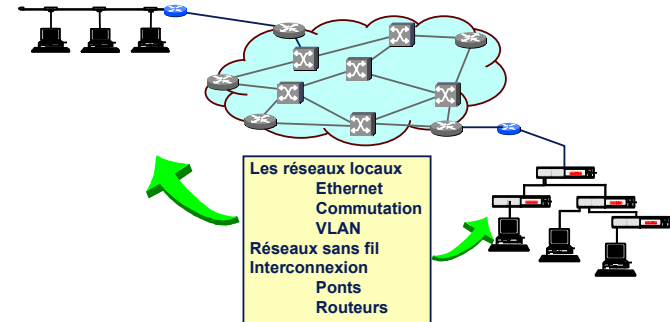 Les réseaux locaux
Ethernet
Commutation
VLAN
Réseaux sans fil
Interconnexion
Ponts
Routeurs